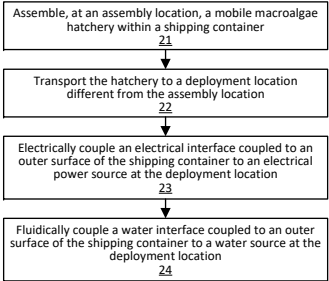 Assemble, at an assembly location, a mobile macroalgae
hatchery within a shipping container
21
Transport the hatchery to a deployment location
different from the assembly location
22
Electrically couple an electrical interface coupled to an
outer surface of the shipping container to an electrical
power source at the deployment location
23
Fluidically couple a water interface coupled to an outer
surface of the shipping container to a water source at the
deployment location
24